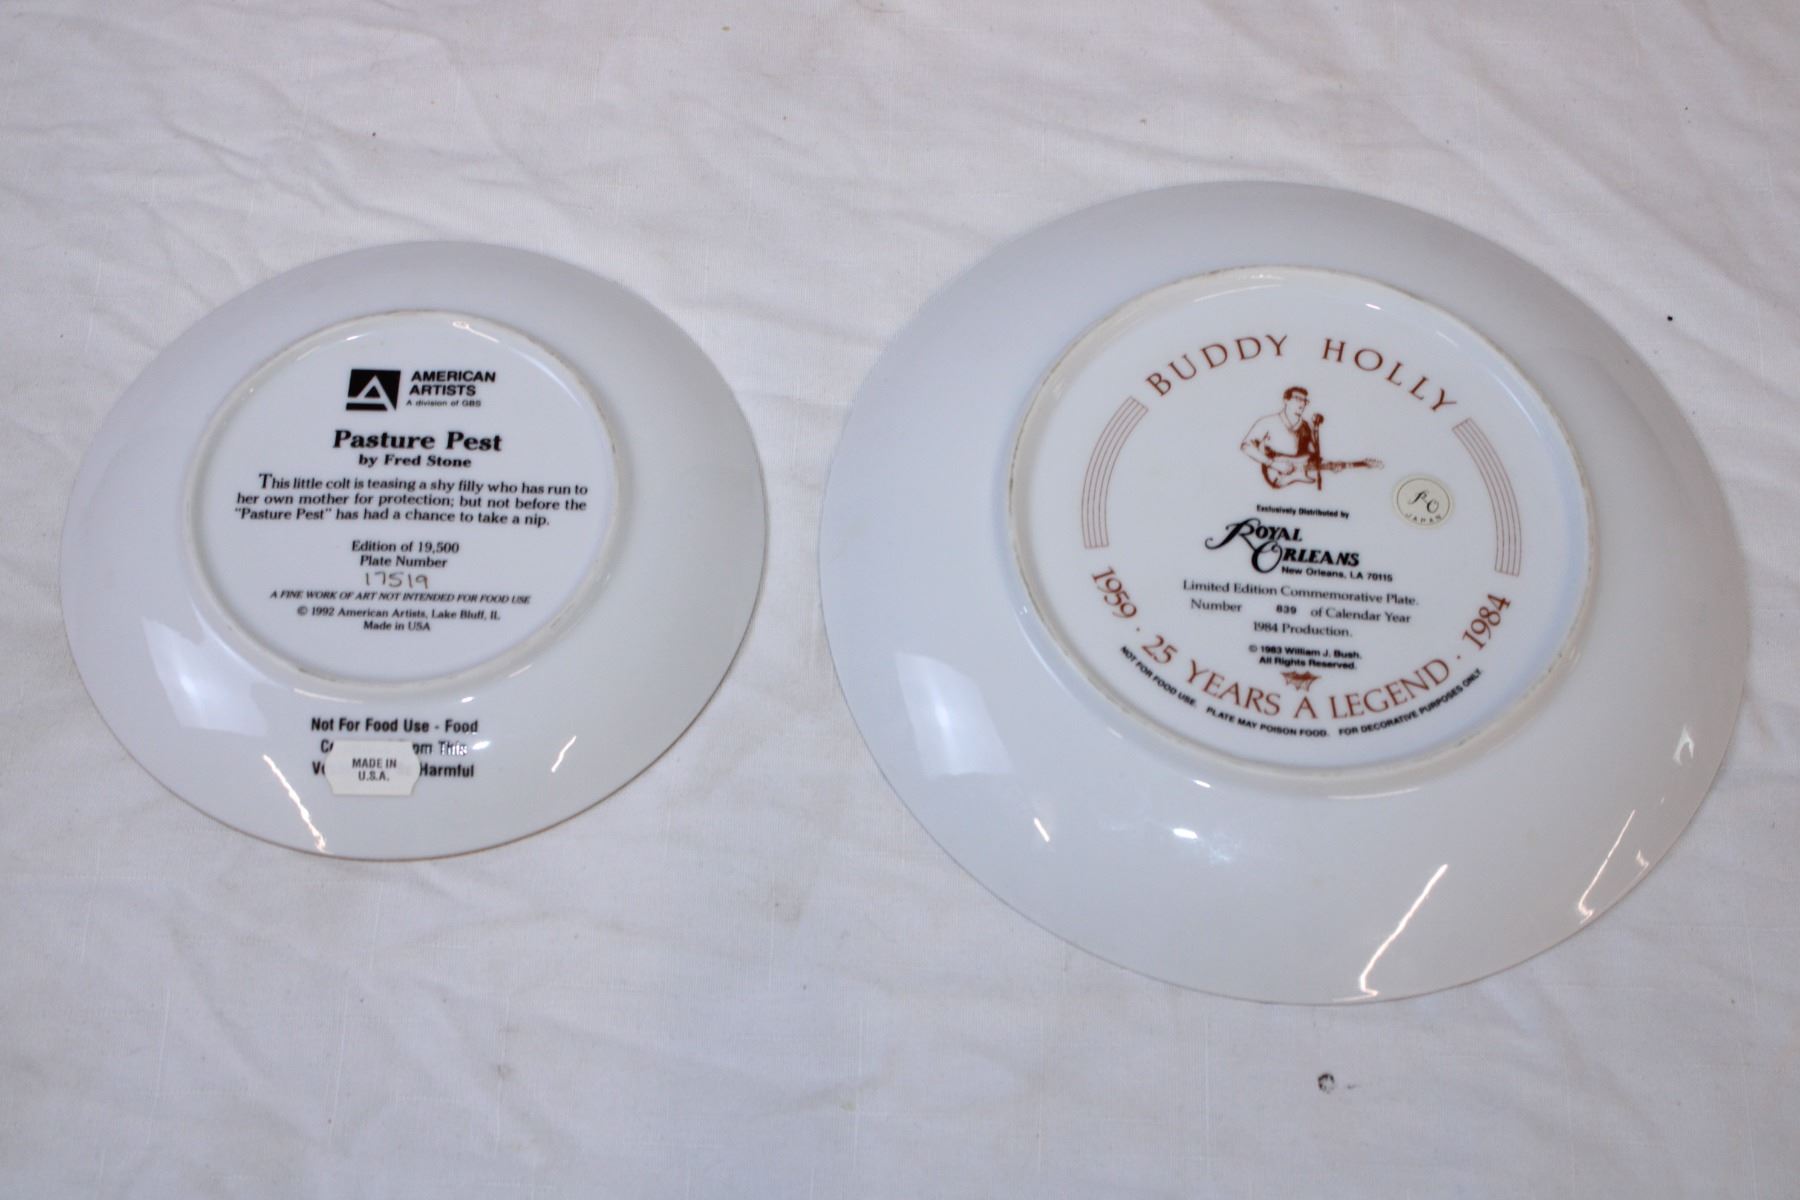 AMERICAN
ARTISTS
A division of GBS
Pasture Pest
by Fred Stone
This little colt is teasing a shy filly who has run to
her own mother for protection; but not before the
"Pasture Pest" has had a chance to take a nip.
Edition of 19,500
Plate Number
17519
A FINE WORK OF ART NOT INTENDED FOR FOOD USE
© 1992 American Artists, Lake Bluff, IL
Made in USA
Not For Food Use - Food
This
Harmful
MADE IN
U.S.A.
BUDDY HOLLY
Exclusively Distributed by
ROYAL
ORLEANS
New Orleans, LA 70115
RO
JAPAN
Limited Edition Commemorative Plate.
Number 839 of Calendar Year
1984 Production.
© 1983 William J. Bush.
All Rights Reserved.
1959 · 25 YEARS A LEGEND · 1984
NOT FOR FOOD USE. PLATE MAY POISON FOOD. FOR DECORATIVE PURPOSES ONLY.